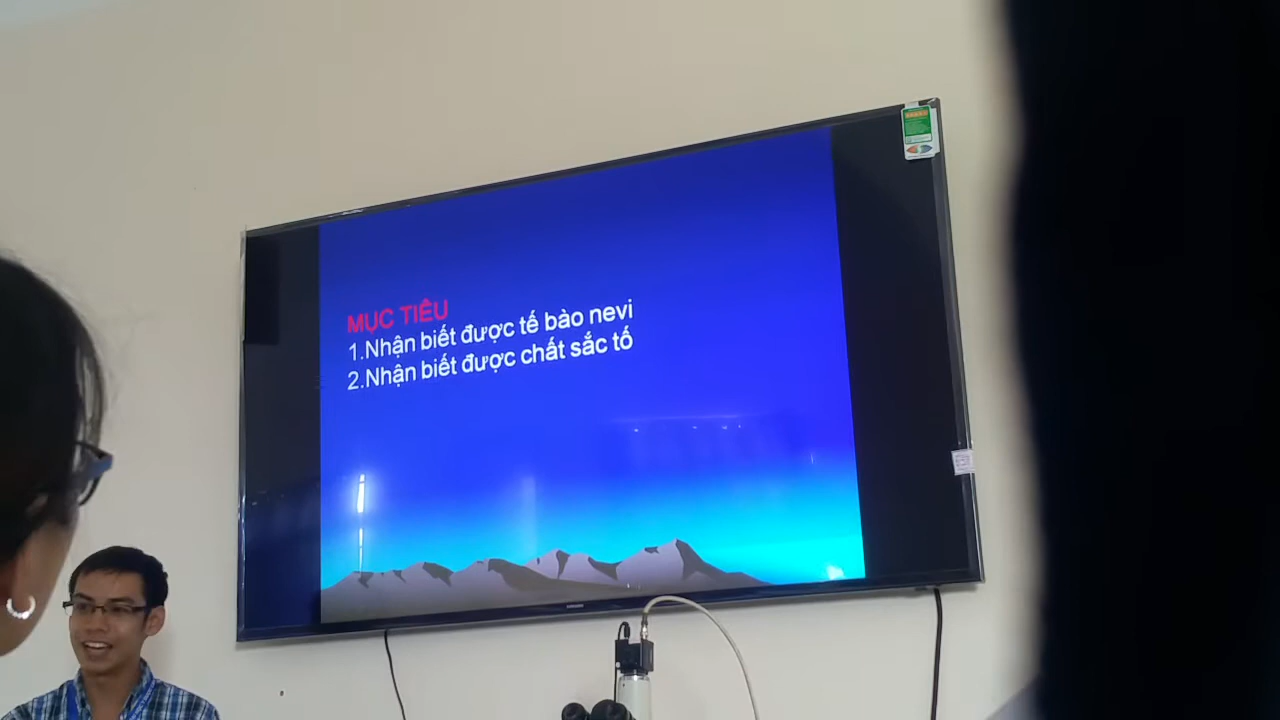 MỤC TIÊU
1.Nhận biết được tế bào nevi
2.Nhận biết được chất sắc tố